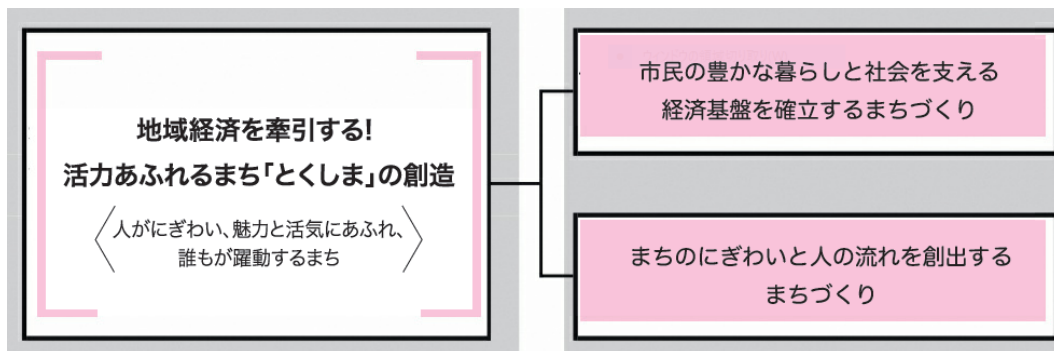 地域経済を牽引する!
活力あふれるまち「とくしま」の創造
〈人がにぎわい、魅力と活気にあふれ、
誰もが躍動するまち〉
市民の豊かな暮らしと社会を支える
経済基盤を確立するまちづくり
まちのにぎわいと人の流れを創出する
まちづくり